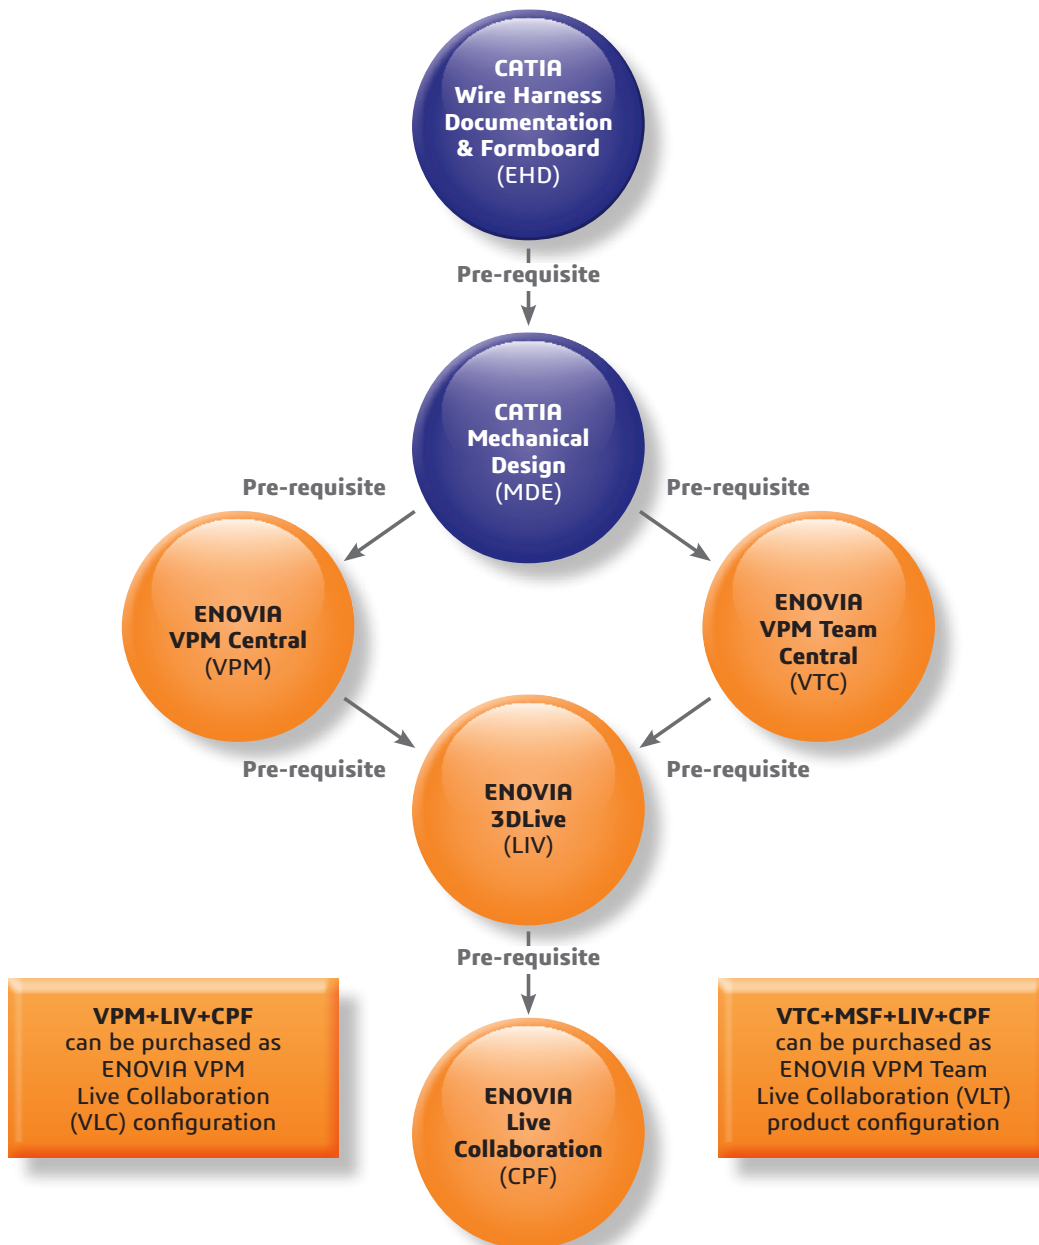 CATIA
Wire Harness
Documentation
& Formboard
(EHD)
Pre-requisite
CATIA
Mechanical
Design
(MDE)
Pre-requisite
Pre-requisite
ENOVIA
VPM Central
(VPM)
ENOVIA
VPM Team
Central
(VTC)
Pre-requisite
Pre-requisite
ENOVIA
3DLive
(LIV)
Pre-requisite
VPM+LIV+CPF
can be purchased as
ENOVIA VPM
Live Collaboration
(VLC) configuration
VTC+MSF+LIV+CPF
can be purchased as
ENOVIA VPM Team
Live Collaboration (VLT)
product configuration
ENOVIA
Live
Collaboration
(CPF)